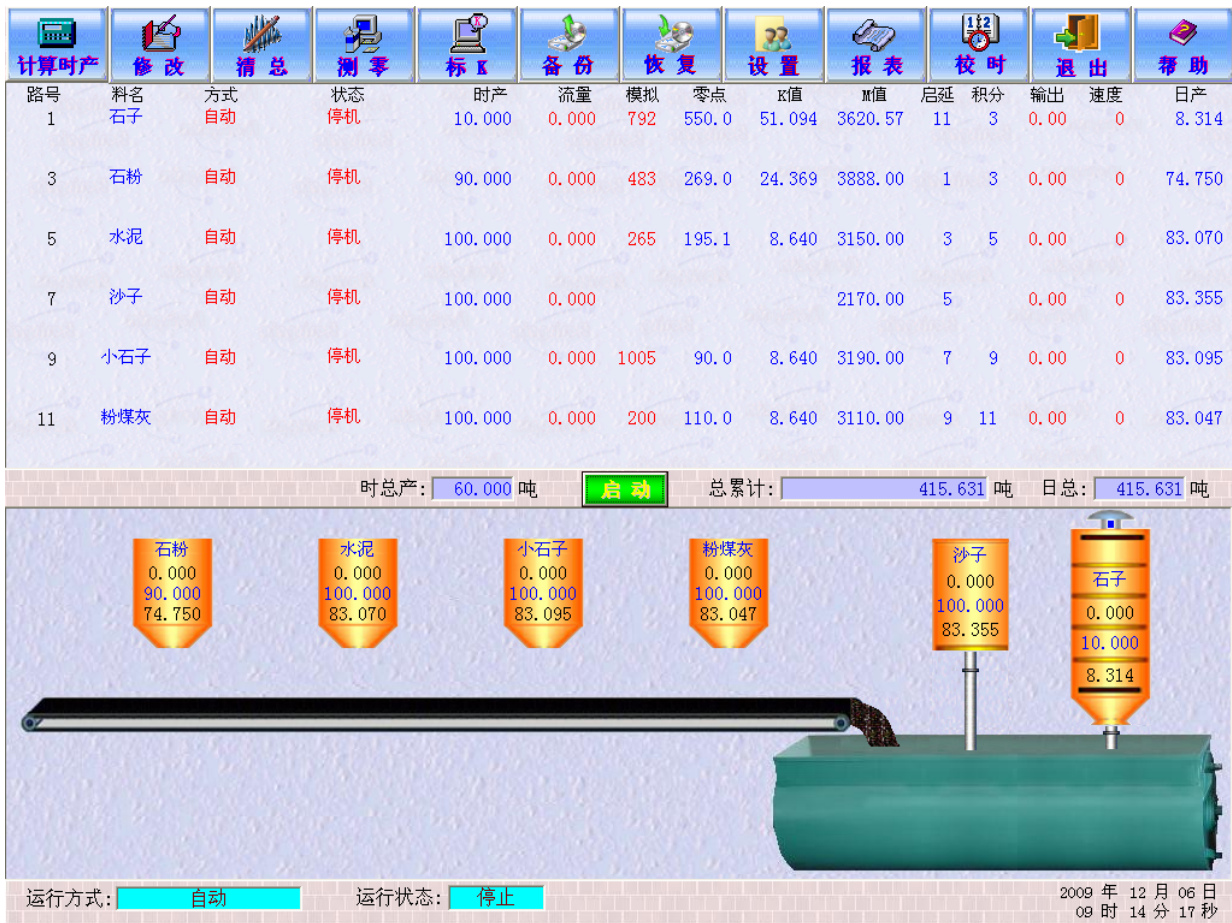 计算时产 修改 清总 测零 标K 备份 恢复 设置 报表 校时 退出 帮助
路号 料名 方式 状态 时产 流量 模拟 零点 K值 M值 启延 积分 输出 速度 日产
1 石子 自动 停机 10.000 0.000 792 550.0 51.094 3620.57 11 3 0.00 0 8.314
3 石粉 自动 停机 90.000 0.000 483 269.0 24.369 3888.00 1 3 0.00 0 74.750
5 水泥 自动 停机 100.000 0.000 265 195.1 8.640 3150.00 3 5 0.00 0 83.070
7 沙子 自动 停机 100.000 0.000 2170.00 5 0.00 0 83.355
9 小石子 自动 停机 100.000 0.000 1005 90.0 8.640 3190.00 7 9 0.00 0 83.095
11 粉煤灰 自动 停机 100.000 0.000 200 110.0 8.640 3110.00 9 11 0.00 0 83.047
时总产: 60.000 吨 启动 总累计: 415.631 吨 日总: 415.631 吨
石粉
0.000
90.000
74.750
水泥
0.000
100.000
83.070
小石子
0.000
100.000
83.095
粉煤灰
0.000
100.000
83.047
沙子
0.000
100.000
83.355
石子
0.000
10.000
8.314
运行方式: 自动 运行状态: 停止
2009 年 12 月 06 日
09 时 14 分 17 秒